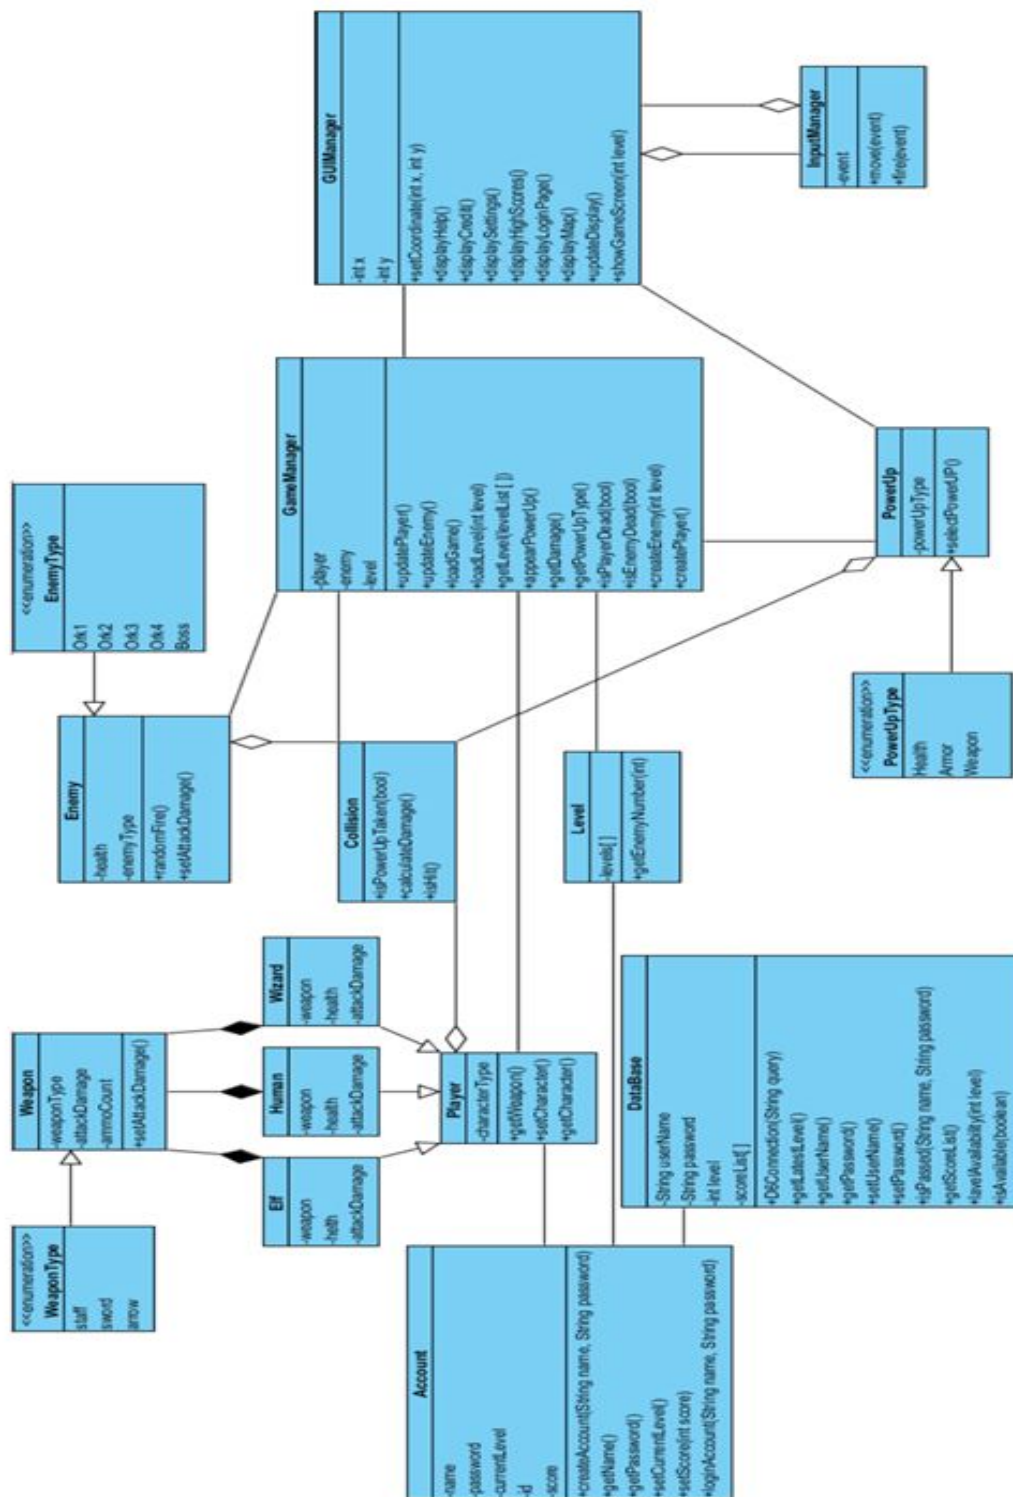 <<enumeration>>
WeaponType
staff
sword
arrow
Weapon
-weaponType
-attackDamage
-ammoCount
+setAttackDamage()
<<enumeration>>
EnemyType
Ork1
Ork2
Ork3
Ork4
Boss
Enemy
-health
-enemyType
+randomFire()
+setAttackDamage()
Elf
-weapon
-helth
-attackDamage
Human
-weapon
-health
-attackDamage
Wizard
-weapon
-health
-attackDamage
Collision
+isPowerUpTaken(bool)
+calculateDamage()
+isHit()
GameManager
-player
-enemy
-level
+updatePlayer()
+updateEnemy()
+loadGame()
+loadLevel(int level)
+getLevel(levelList [ ])
+appearPowerUp()
+getDamage()
+getPowerUpType()
+isPlayerDead(bool)
+isEnemyDead(bool)
+createEnemy(int level)
+createPlayer()
GUIManager
-int x
-int y
+setCoordinate(int x, int y)
+displayHelp()
+displayCredit()
+displaySettings()
+displayHighScores()
+displayLoginPage()
+displayMap()
+updateDisplay()
+showGameScreen(int level)
Account
-name
-password
-currentLevel
-id
-score
+createAccount(String name, String password)
+getName()
+getPassword()
+setCurrentLevel()
+setScore(int score)
+loginAccount(String name, String password)
Player
-characterType
+getWeapon()
+setCharacter()
+getCharacter()
Level
-levels[ ]
+getEnemyNumber(int)
DataBase
-String userName
-String password
-int level
-scoreList[ ]
+DBConnection(String query)
+getLatestLevel()
+getUserName()
+getPassword()
+setUserName()
+setPassword()
+isPassed(String name, String password)
+getScoreList()
+laveAvailability(int level)
+isAvailable(boolean)
<<enumeration>>
PowerUpType
Health
Armor
Weapon
PowerUp
-powerUpType
+selectPowelUP()
InputManager
-event
+move(event)
+fire(event)